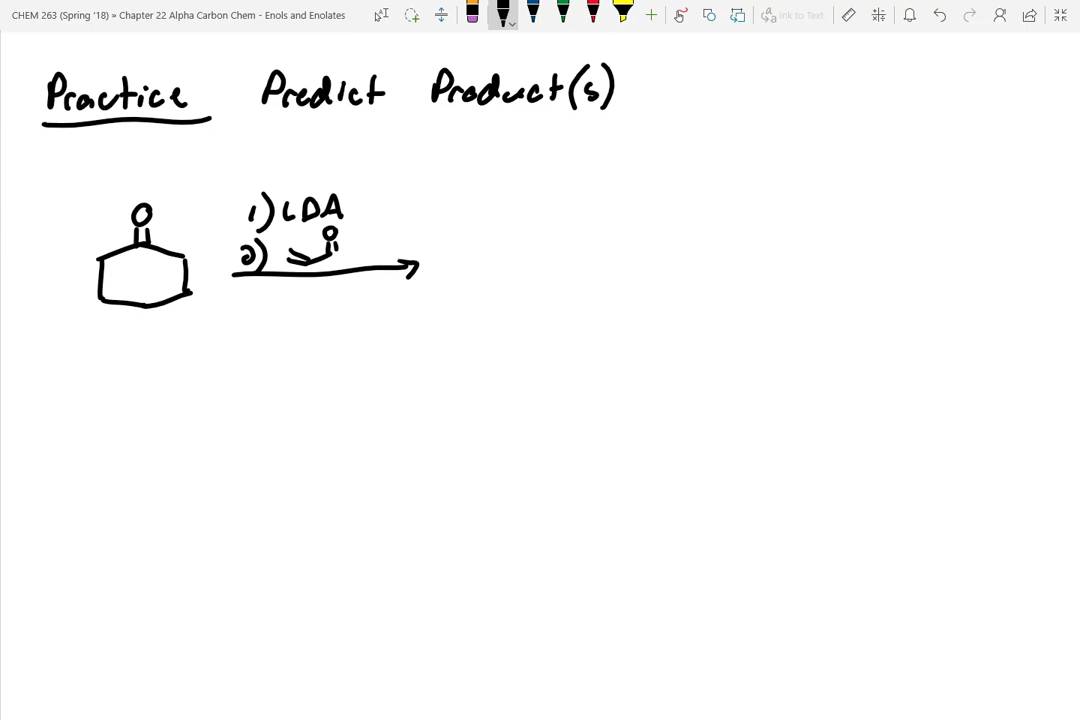 CHEM 263 (Spring '18) » Chapter 22 Alpha Carbon Chem - Enols and Enolates
Ink to Text
Practice Predict Product(s)
O
1) LDA
2) O